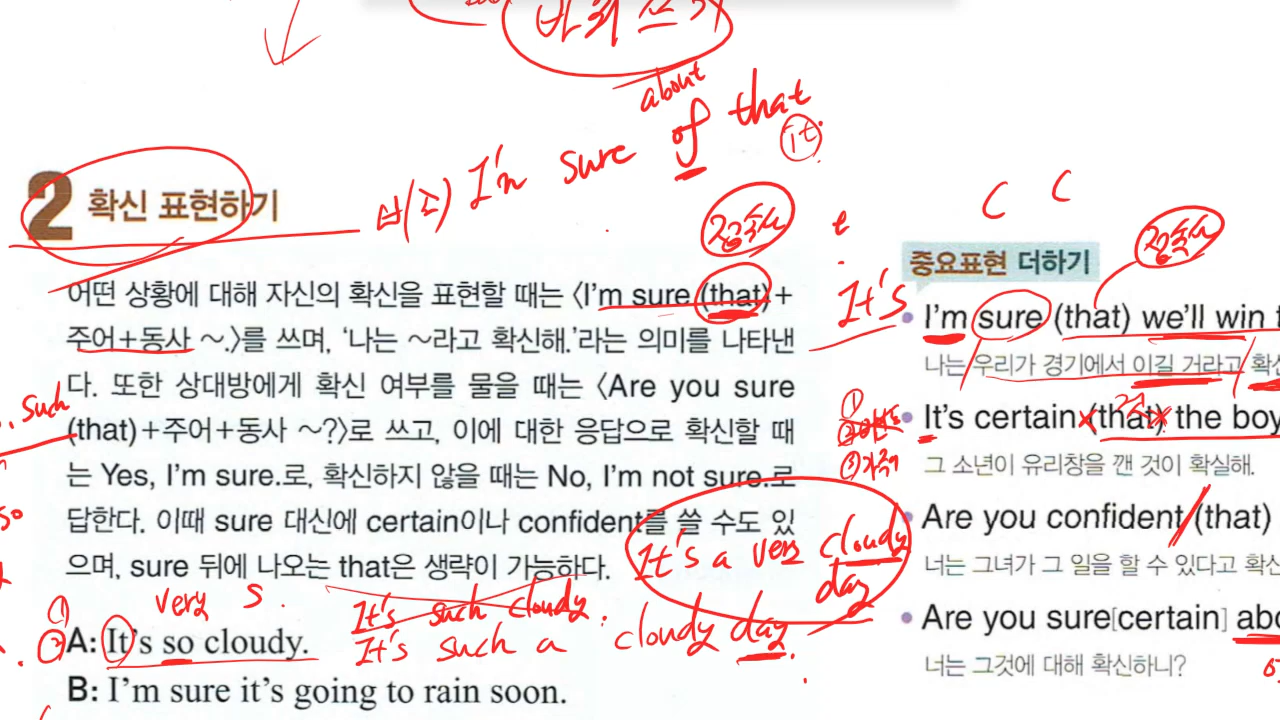 바꿔 쓰기
about
I'm sure of that
it.
2 확신 표현하기
접속사
어떤 상황에 대해 자신의 확신을 표현할 때는 〈I'm sure (that)+
주어+동사 ~.〉를 쓰며, '나는 ~라고 확신해.'라는 의미를 나타낸
다. 또한 상대방에게 확신 여부를 물을 때는 〈Are you sure
(that)+주어+동사 ~?〉로 쓰고, 이에 대한 응답으로 확신할 때
는 Yes, I'm sure.로, 확신하지 않을 때는 No, I'm not sure.로
답한다. 이때 sure 대신에 certain이나 confident를 쓸 수도 있
으며, sure 뒤에 나오는 that은 생략이 가능하다.
such
so
It's a very cloudy
day
very s.
It's such cloudy.
① ② A: It's so cloudy.
It's such a cloudy day.
B: I'm sure it's going to rain soon.
C C
접속사
중요표현 더하기
It's
I'm sure (that) we'll win t
나는 우리가 경기에서 이길 거라고 확신
①
②
③ 가주어
It's certain (that) the boy
그 소년이 유리창을 깬 것이 확실해.
Are you confident (that)
너는 그녀가 그 일을 할 수 있다고 확신
Are you sure[certain] abo
너는 그것에 대해 확신하니?